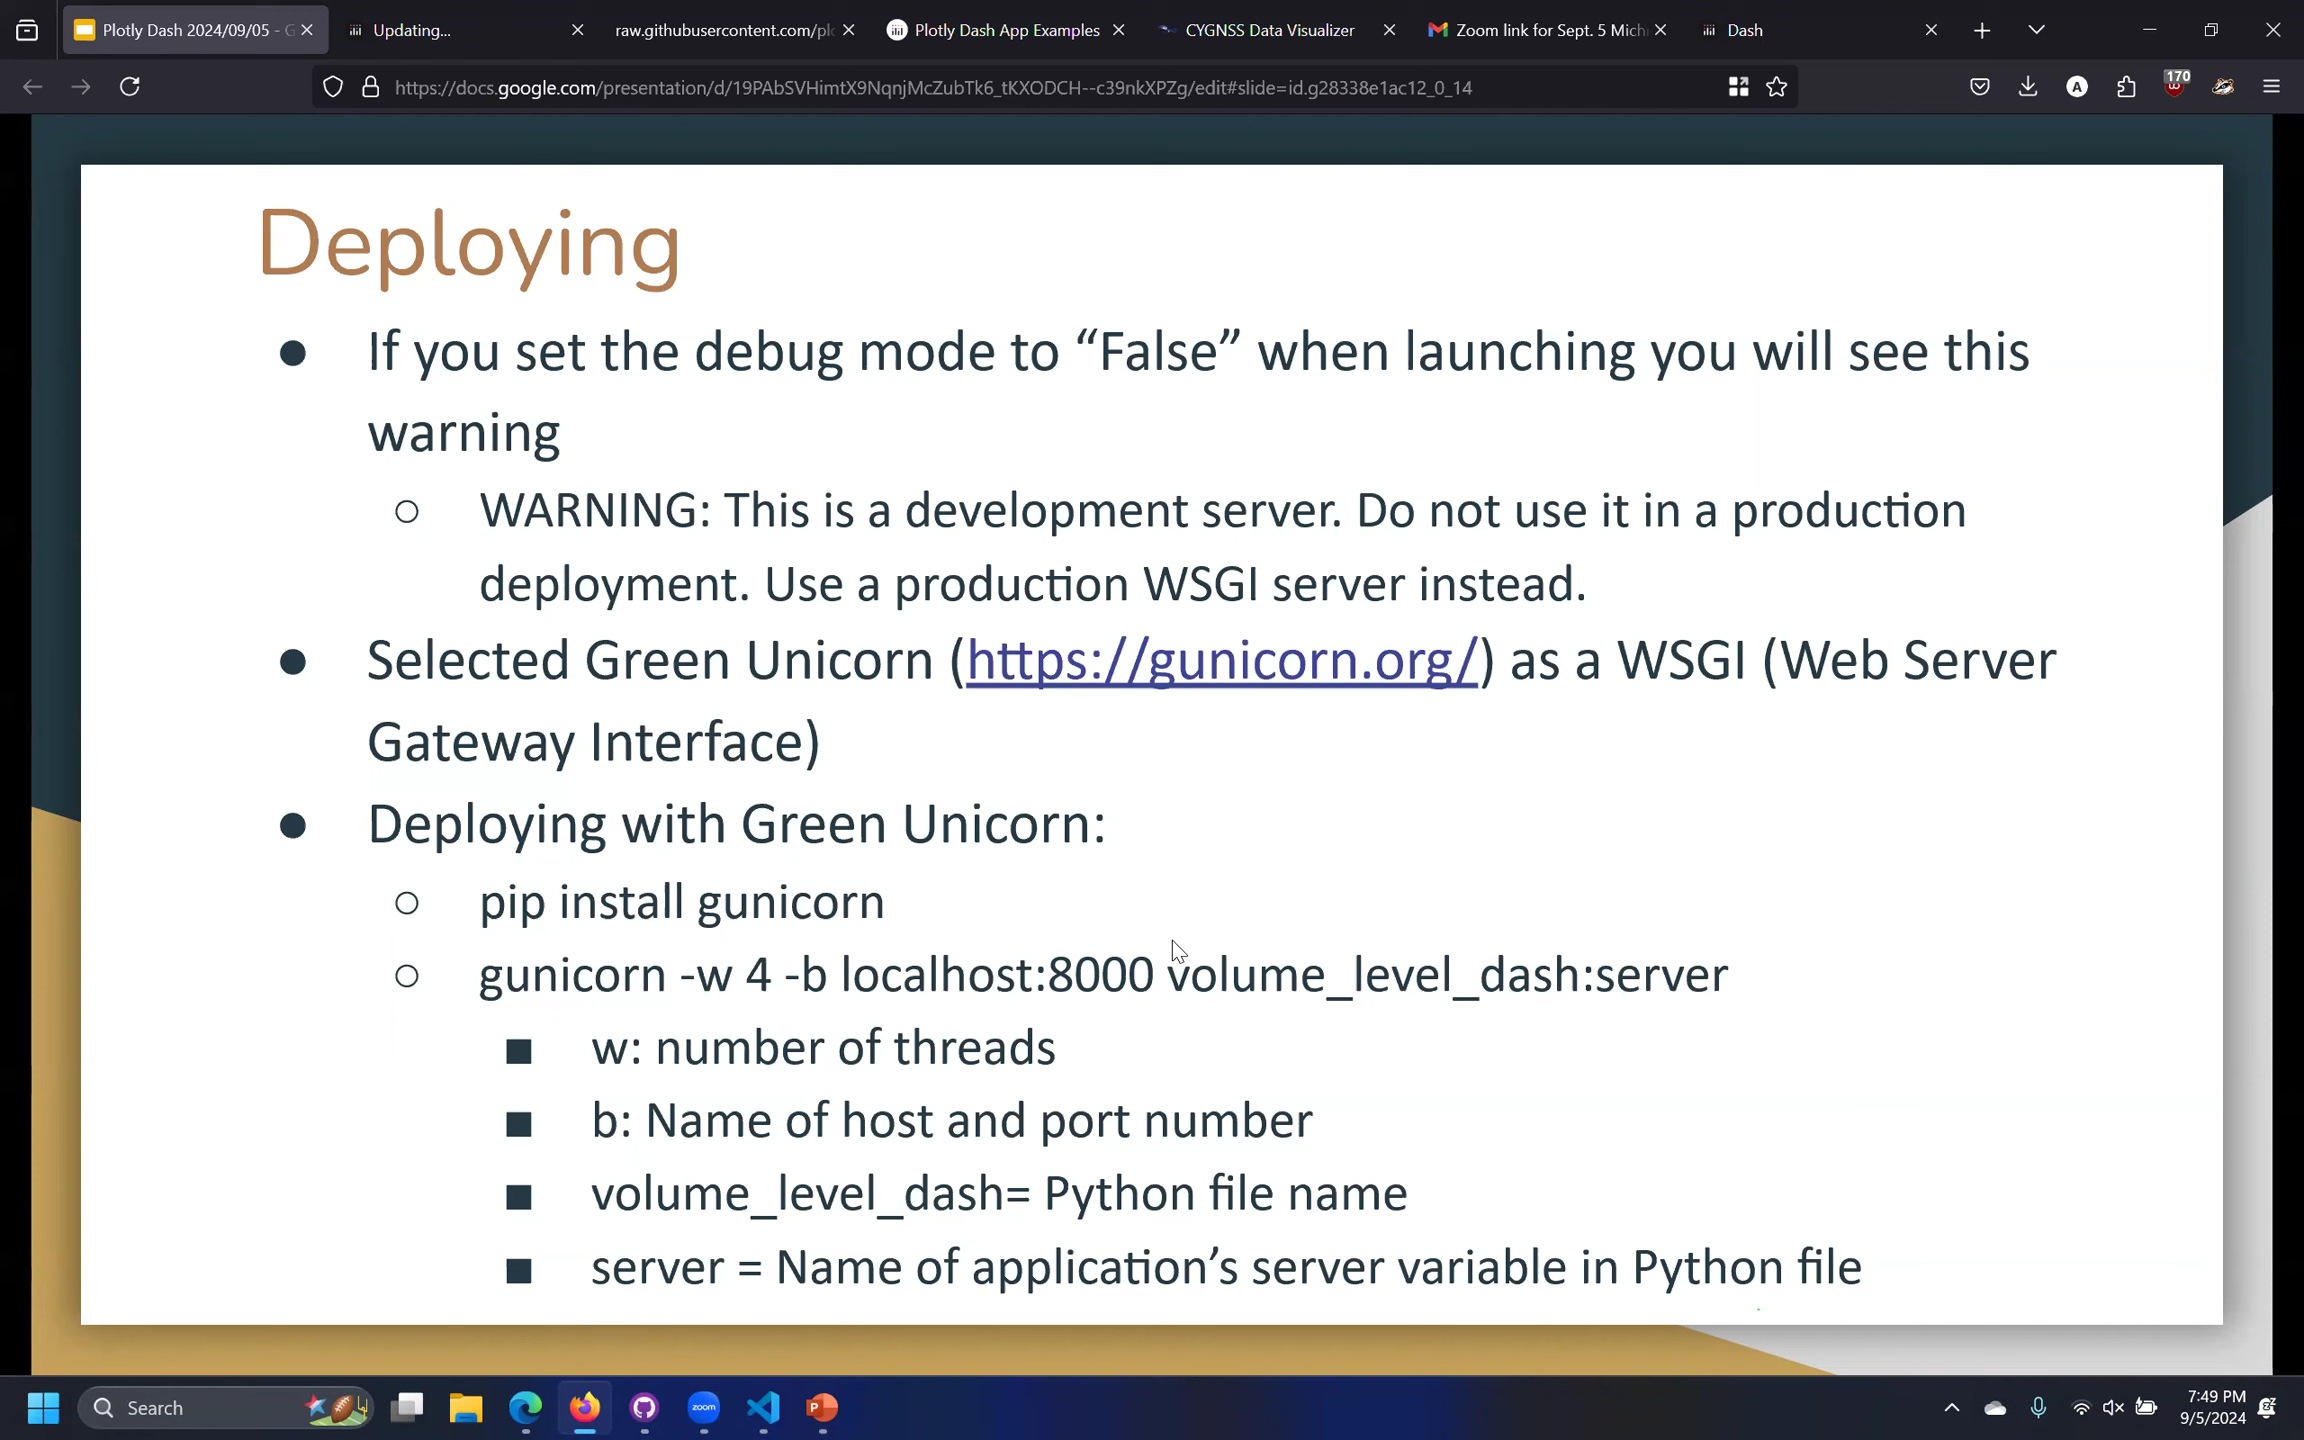 Plotly Dash 2024/09/05 - G
Updating...
raw.githubusercontent.com/plo
Plotly Dash App Examples
CYGNSS Data Visualizer
Zoom link for Sept. 5 Mich
Dash
https://docs.google.com/presentation/d/19PAbSVHimtX9NqnjMcZubTk6_tKXODCH--c39nkXPZg/edit#slide=id.g28338e1ac12_0_14
170
Deploying
● If you set the debug mode to “False” when launching you will see this
warning
○ WARNING: This is a development server. Do not use it in a production
deployment. Use a production WSGI server instead.
● Selected Green Unicorn (https://gunicorn.org/) as a WSGI (Web Server
Gateway Interface)
● Deploying with Green Unicorn:
○ pip install gunicorn
○ gunicorn -w 4 -b localhost:8000 volume_level_dash:server
■ w: number of threads
■ b: Name of host and port number
■ volume_level_dash= Python file name
■ server = Name of application’s server variable in Python file
Search
zoom
7:49 PM
9/5/2024